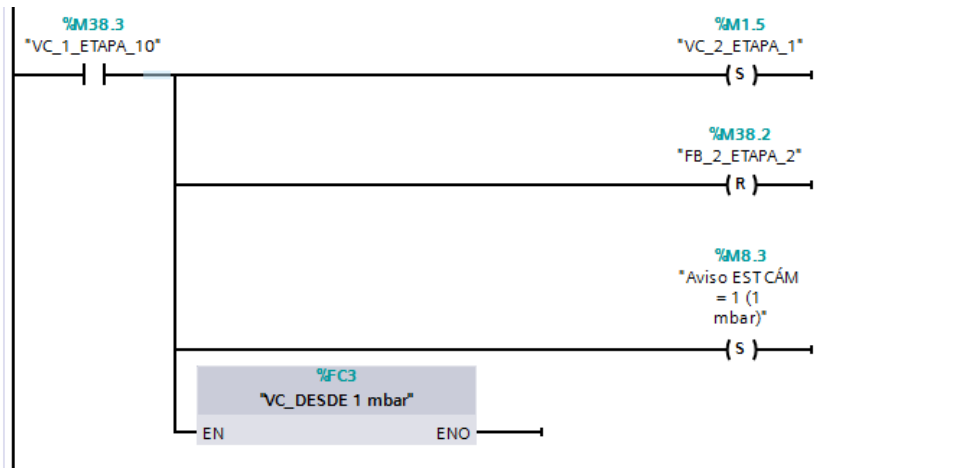 %M38.3
"VC_1_ETAPA_10"
%M1.5
"VC_2_ETAPA_1"
S
%M38.2
"FB_2_ETAPA_2"
R
%M8.3
"Aviso EST CÁM
= 1 (1
mbar)"
S
%FC3
"VC_DESDE 1 mbar"
EN ENO